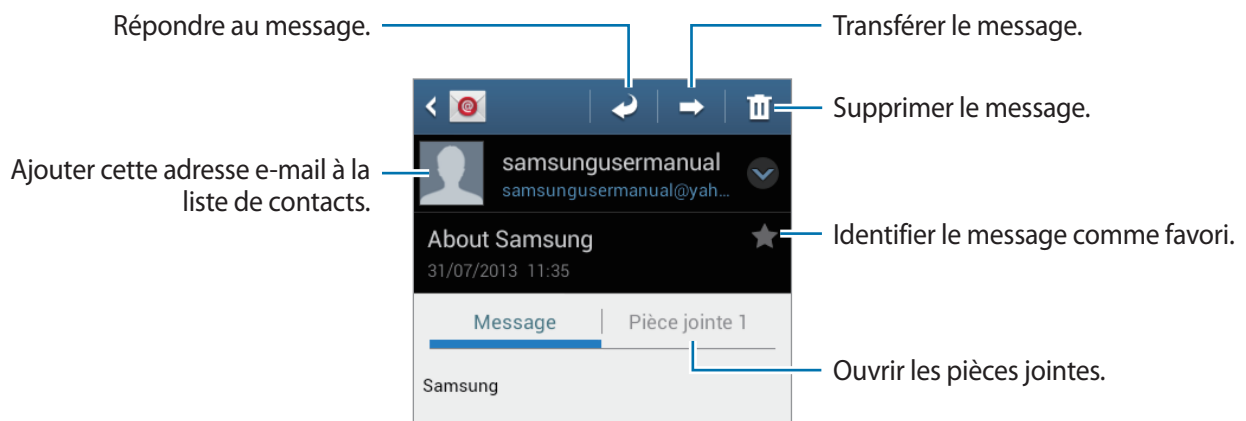 Répondre au message.
Transférer le message.
Supprimer le message.
Ajouter cette adresse e-mail à la
liste de contacts.
samsungusermanual
samsungusermanual@yah...
About Samsung
31/07/2013 11:35
Identifier le message comme favori.
Message
Pièce jointe 1
Ouvrir les pièces jointes.
Samsung